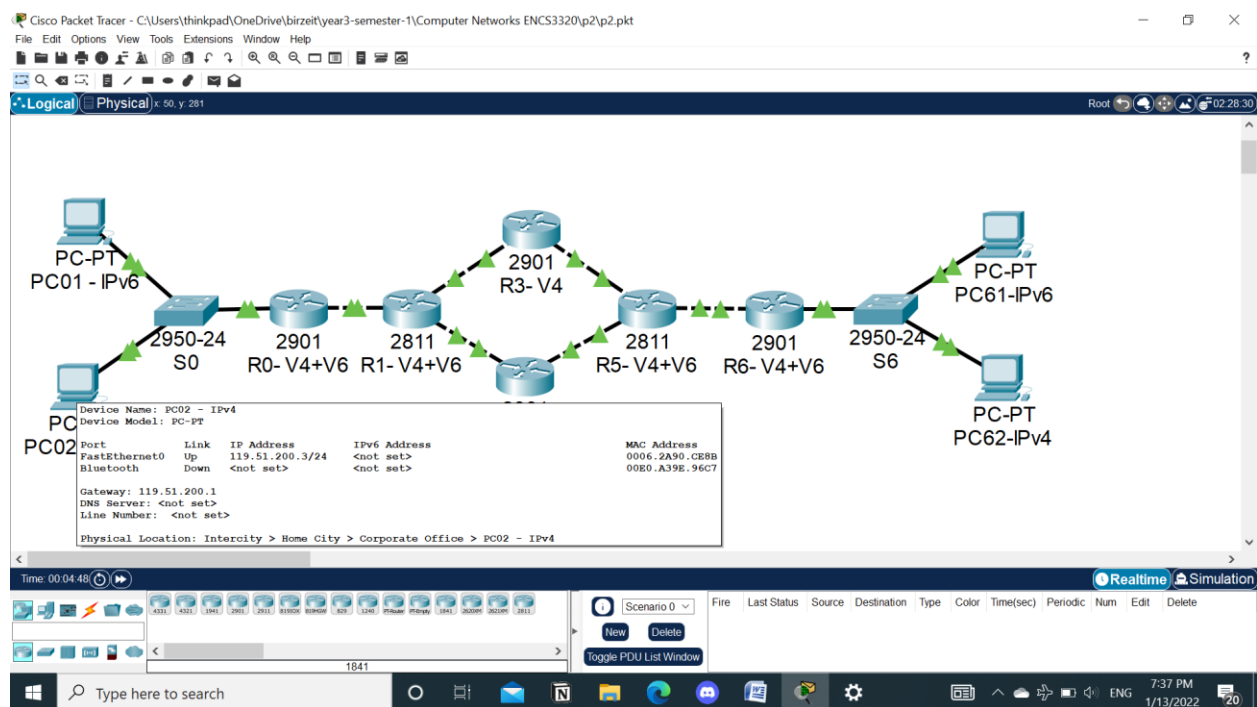 Cisco Packet Tracer - C:\Users\thinkpad\OneDrive\birzeit\year3-semester-1\Computer Networks ENCS3320\p2\p2.pkt
File Edit Options View Tools Extensions Window Help
?
Logical Physical x: 50, y: 281 Root 02:28:30
PC-PT
PC01 - IPv6
2950-24
S0
2901
R0- V4+V6
2811
R1- V4+V6
2901
R3- V4
2811
R5- V4+V6
2901
R6- V4+V6
2950-24
S6
PC-PT
PC61-IPv6
PC-PT
PC62-IPv4
PC
PC02
Device Name: PC02 - IPv4
Device Model: PC-PT
Port Link IP Address IPv6 Address MAC Address
FastEthernet0 Up 119.51.200.3/24 <not set> 0006.2A90.CE8B
Bluetooth Down <not set> <not set> 00E0.A39E.96C7
Gateway: 119.51.200.1
DNS Server: <not set>
Line Number: <not set>
Physical Location: Intercity > Home City > Corporate Office > PC02 - IPv4
Time: 00:04:48 Realtime Simulation
4331 4321 1941 2901 2911 819IOX 819HGW 829 1240 PT-Router PT-Empty 1841 2620XM 2621XM 2811
1841
Scenario 0
New Delete
Toggle PDU List Window
Fire Last Status Source Destination Type Color Time(sec) Periodic Num Edit Delete
Type here to search
ENG
7:37 PM
1/13/2022
20